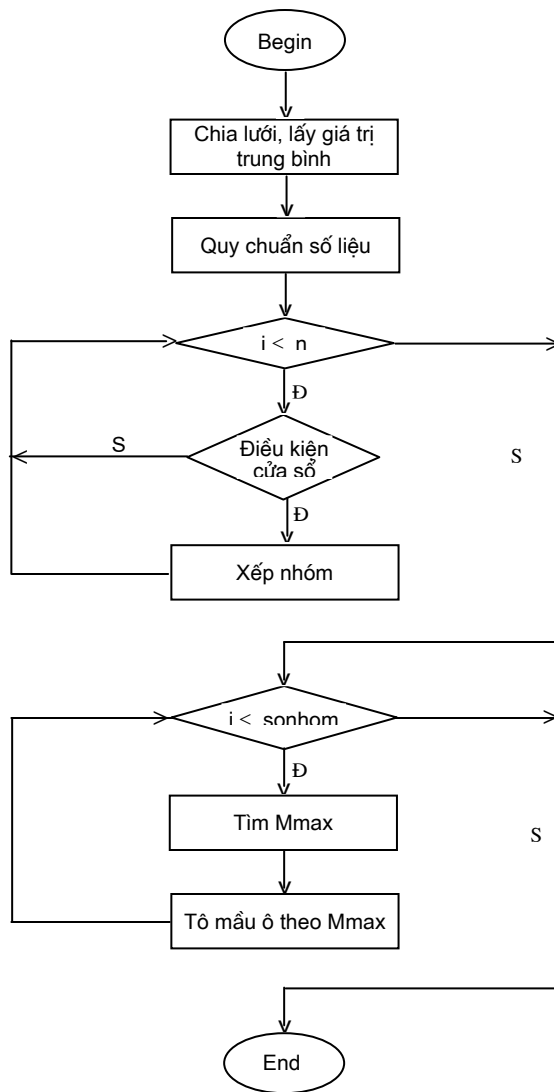 Begin
Chia lưới, lấy giá trị
trung bình
Quy chuẩn số liệu
i < n
Đ
S
Điều kiện
cửa sổ
S
Đ
Xếp nhóm
i < sonhom
Đ
Tìm Mmax
S
Tô mầu ô theo Mmax
End